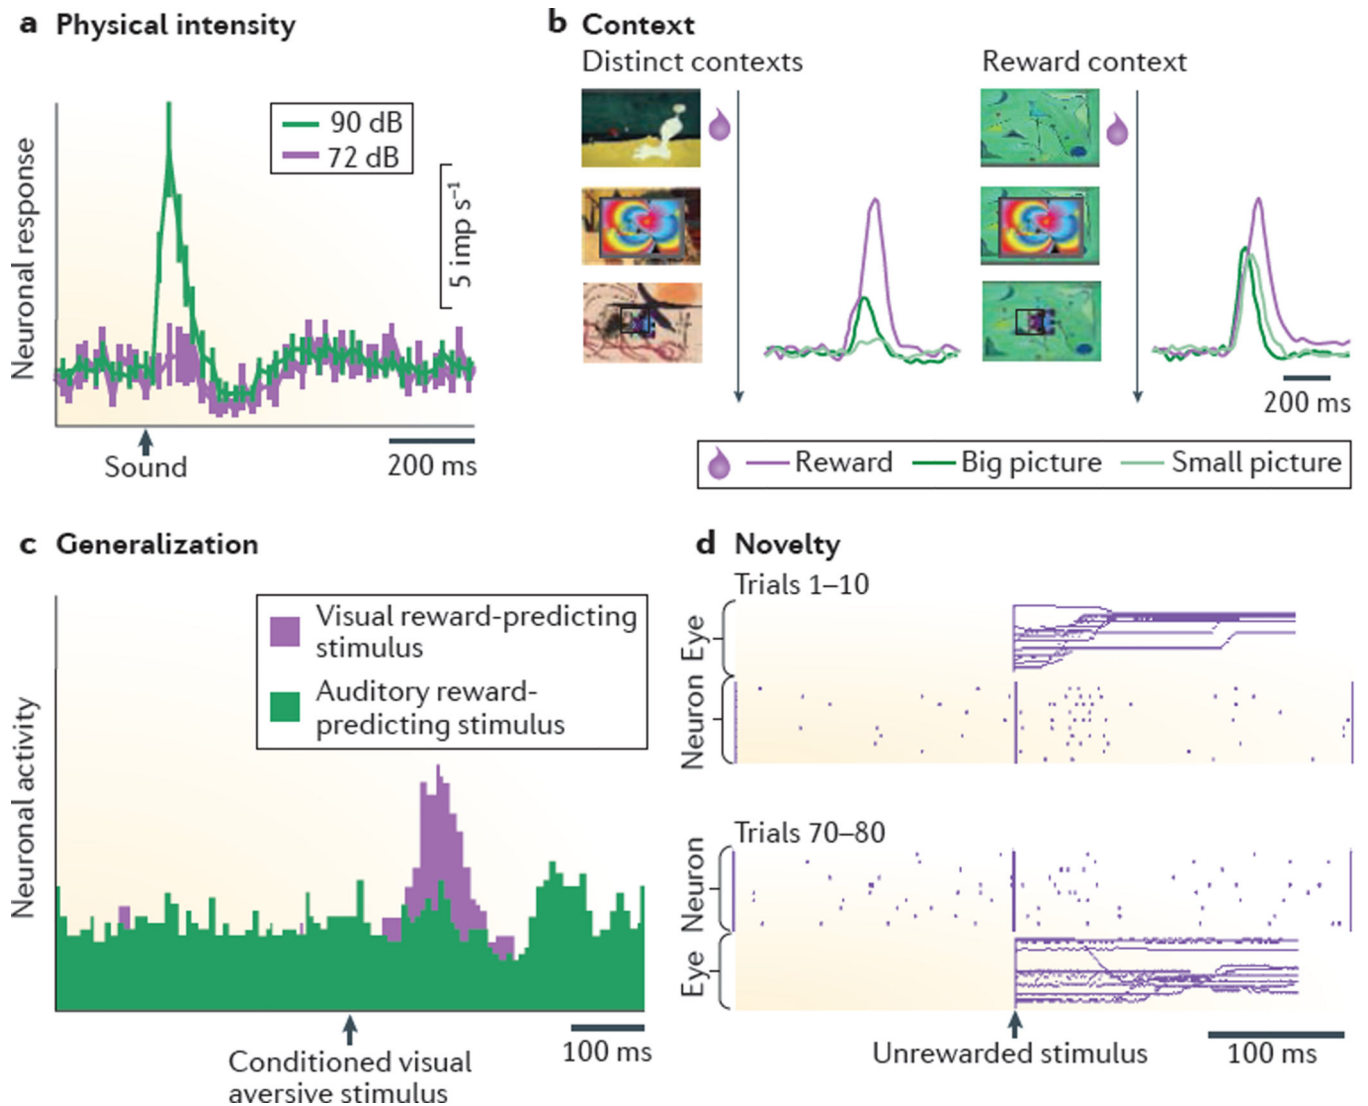 a Physical intensity
Neuronal response
90 dB
72 dB
5 imp s⁻¹
Sound
200 ms
b Context
Distinct contexts
Reward context
200 ms
Reward
Big picture
Small picture
c Generalization
Neuronal activity
Visual reward-predicting
stimulus
Auditory reward-
predicting stimulus
Conditioned visual
aversive stimulus
100 ms
d Novelty
Trials 1–10
Eye
Neuron
Trials 70–80
Neuron
Eye
Unrewarded stimulus
100 ms